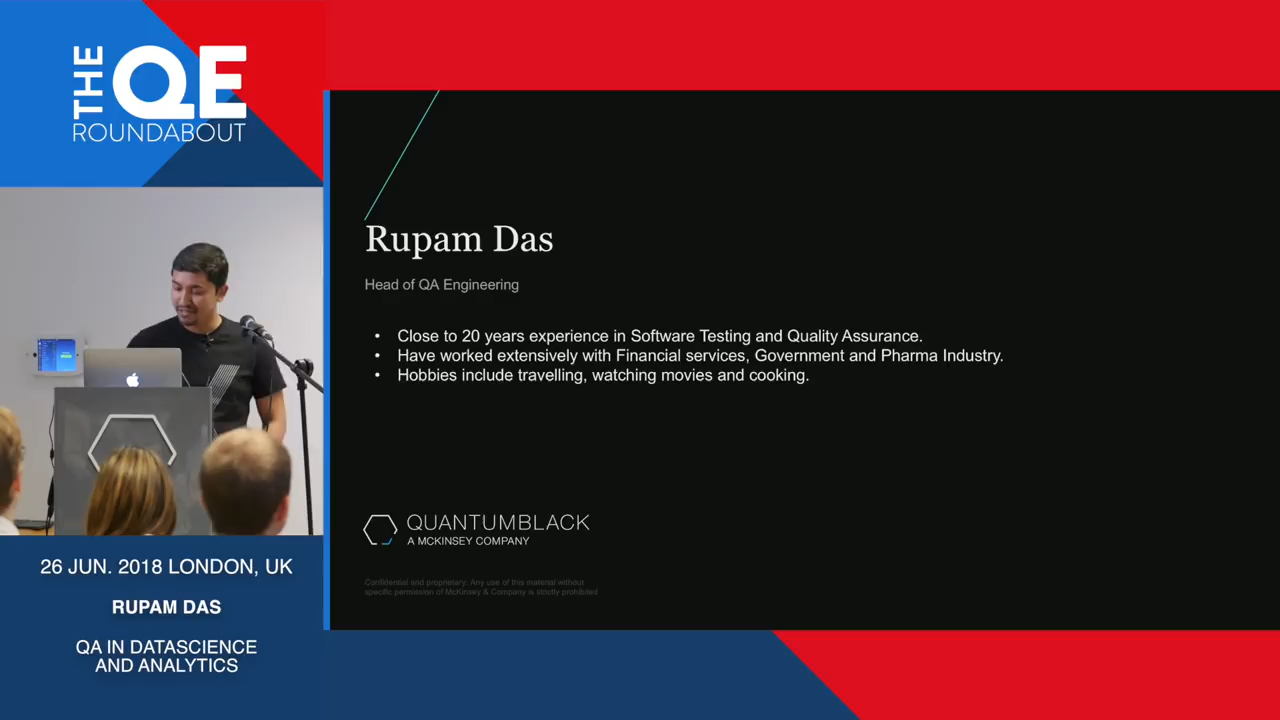 THE
QE
ROUNDABOUT
26 JUN. 2018 LONDON, UK
RUPAM DAS
QA IN DATASCIENCE
AND ANALYTICS
Rupam Das
Head of QA Engineering
• Close to 20 years experience in Software Testing and Quality Assurance.
• Have worked extensively with Financial services, Government and Pharma Industry.
• Hobbies include travelling, watching movies and cooking.
QUANTUMBLACK
A MCKINSEY COMPANY
Confidential and proprietary: Any use of this material without
specific permission of McKinsey & Company is strictly prohibited